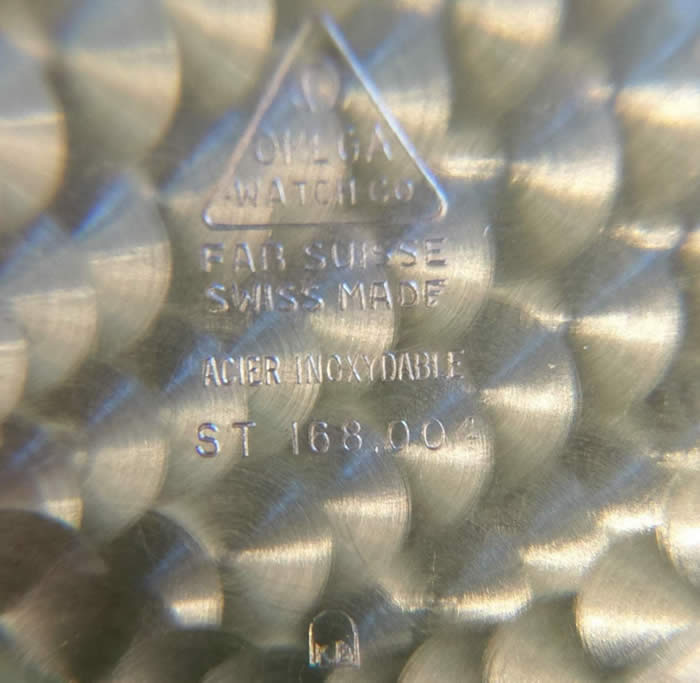 Ω
OMEGA
WATCH Co
FAB. SUISSE
SWISS MADE
ACIER INOXYDABLE
ST 168.004